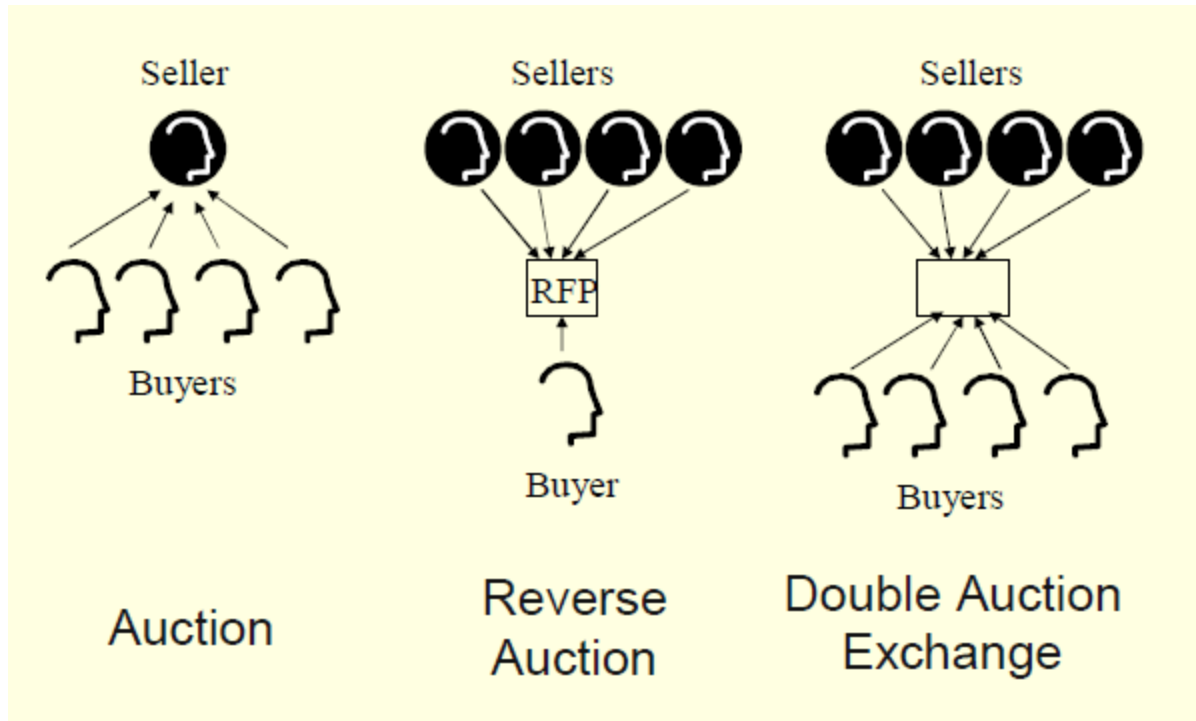 Seller
Buyers
Auction
Sellers
RFP
Buyer
Reverse
Auction
Sellers
Buyers
Double Auction
Exchange